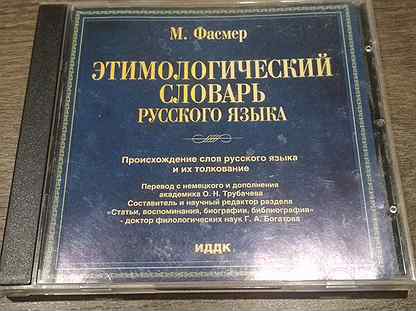 М. Фасмер
ЭТИМОЛОГИЧЕСКИЙ
СЛОВАРЬ
РУССКОГО ЯЗЫКА
Происхождение слов русского языка
и их толкование
Перевод с немецкого и дополнения
академика О. Н. Трубачева
Составитель и научный редактор раздела
«Статьи, воспоминания, биографии, библиография»
- доктор филологических наук Г. А. Богатова
ИДДК